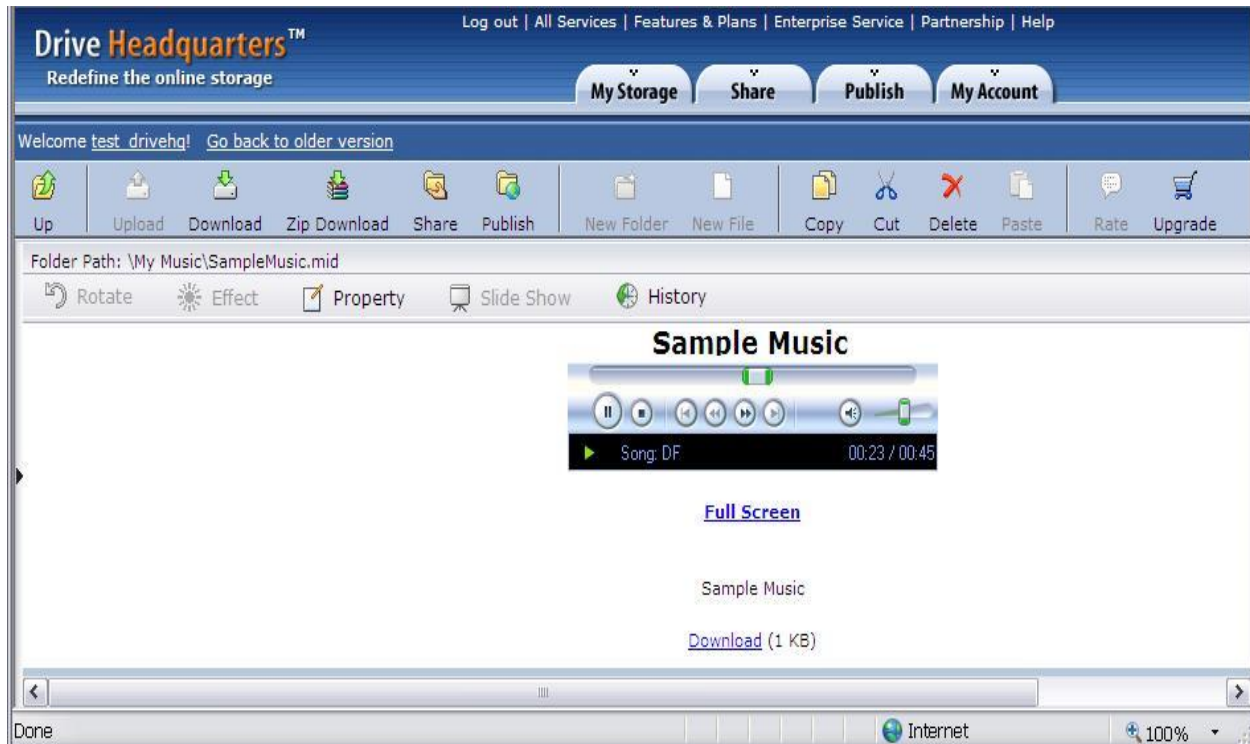 Log out | All Services | Features & Plans | Enterprise Service | Partnership | Help
Drive Headquarters™
Redefine the online storage
My Storage Share Publish My Account
Welcome test_drivehq! Go back to older version
Up Upload Download Zip Download Share Publish New Folder New File Copy Cut Delete Paste Rate Upgrade
Folder Path: \My Music\SampleMusic.mid
Rotate Effect Property Slide Show History
Sample Music
Song: DF 00:23 / 00:45
Full Screen
Sample Music
Download (1 KB)
Done Internet 100%